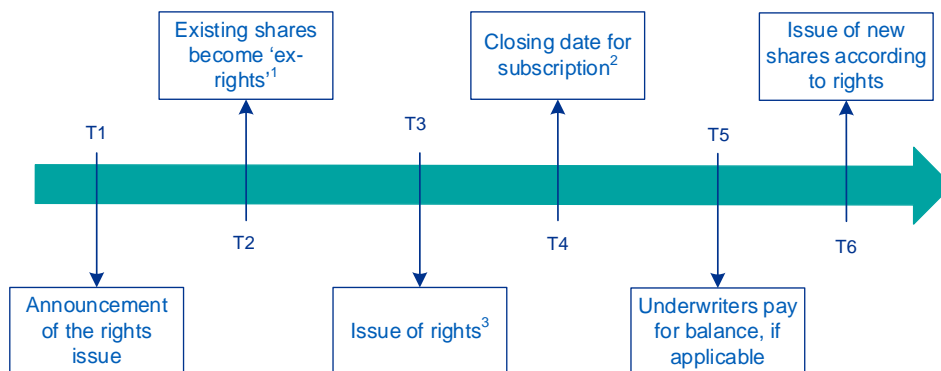 Existing shares
become ‘ex-
rights’¹
Closing date for
subscription²
Issue of new
shares according
to rights
T1
T3
T5
T2
T4
T6
Announcement
of the rights
issue
Issue of rights³
Underwriters pay
for balance, if
applicable